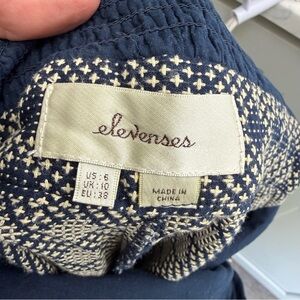 elevenses
US: 6
UK: 10
EU: 38
MADE IN
CHINA